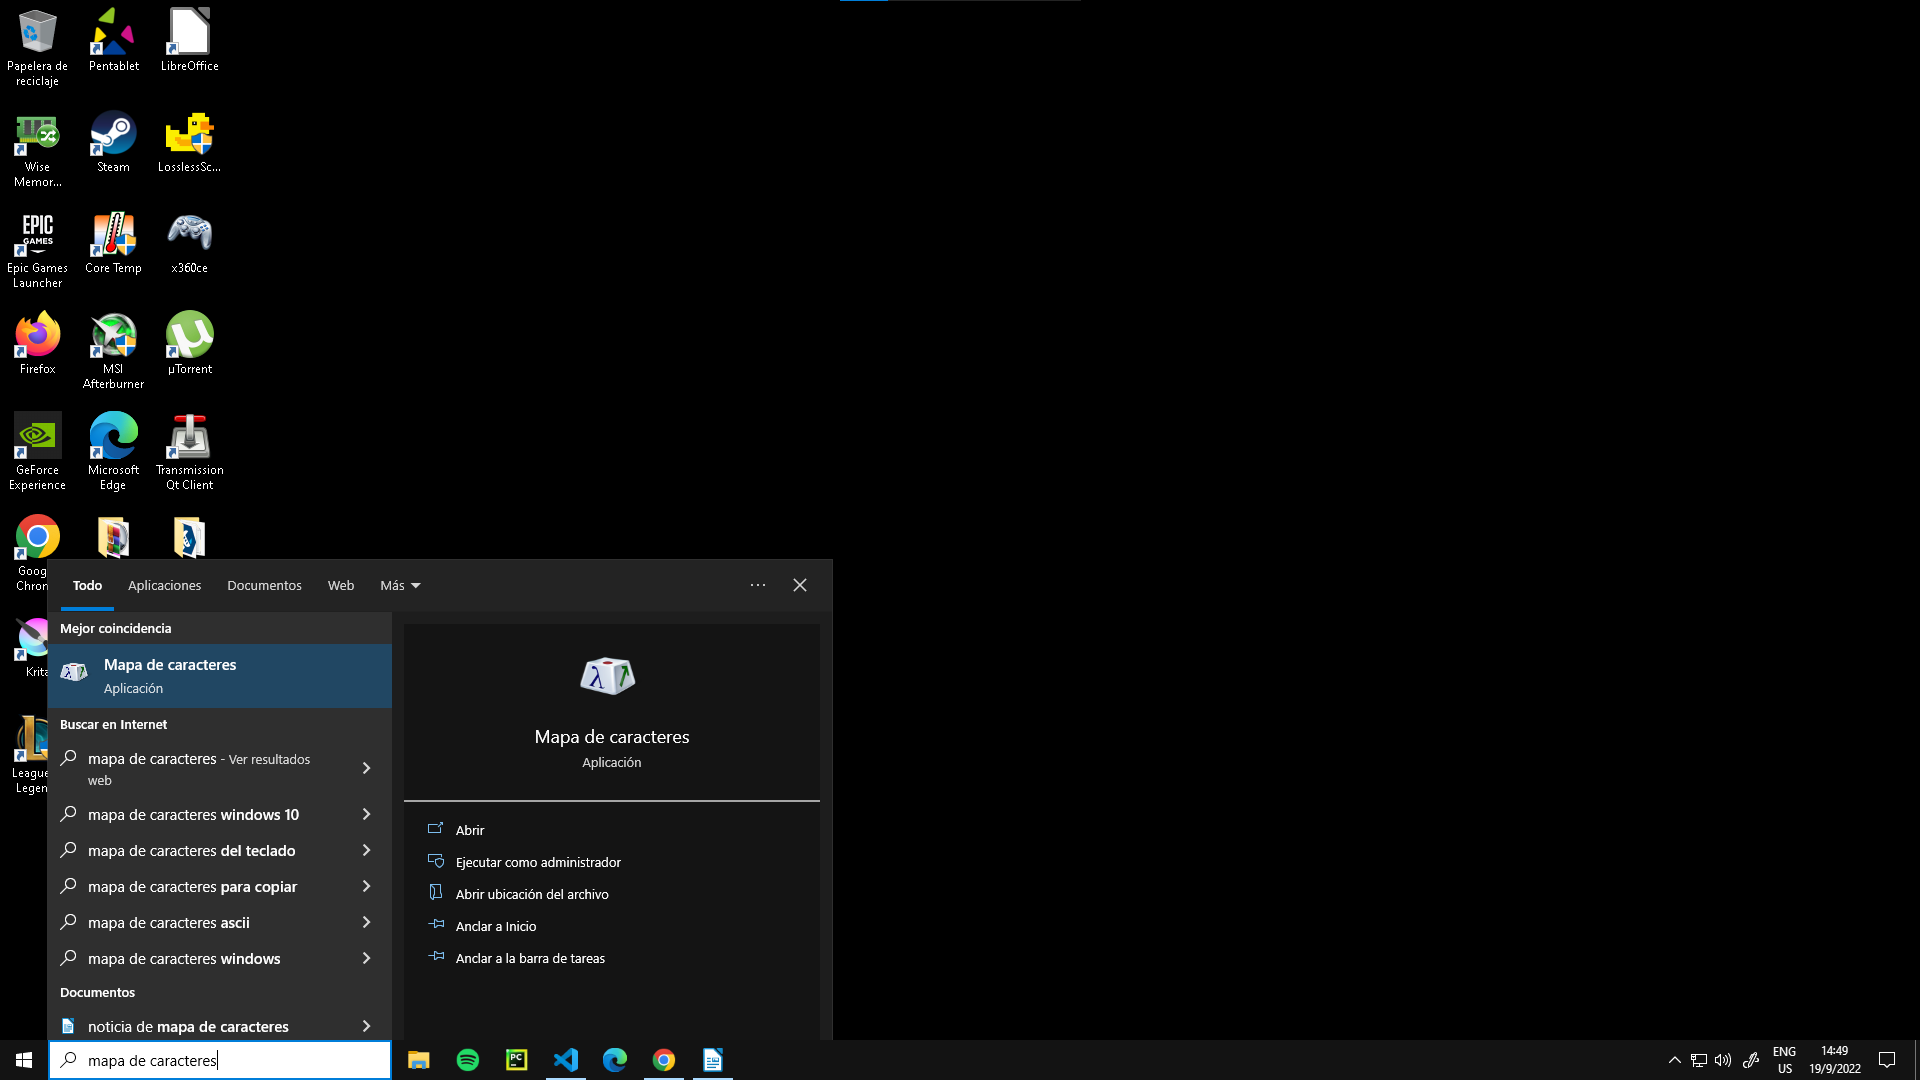 Papelera de
reciclaje
Pentablet
LibreOffice
Wise
Memor...
Steam
LosslessSc...
EPIC
GAMES
Epic Games
Launcher
Core Temp
x360ce
Firefox
MSI
Afterburner
µTorrent
GeForce
Experience
Microsoft
Edge
Transmission
Qt Client
Goog
Chron
Krita
League
Legen
Todo
Aplicaciones
Documentos
Web
Más
Mejor coincidencia
Mapa de caracteres
Aplicación
Buscar en Internet
mapa de caracteres - Ver resultados
web
mapa de caracteres windows 10
mapa de caracteres del teclado
mapa de caracteres para copiar
mapa de caracteres ascii
mapa de caracteres windows
Documentos
noticia de mapa de caracteres
Mapa de caracteres
Aplicación
Abrir
Ejecutar como administrador
Abrir ubicación del archivo
Anclar a Inicio
Anclar a la barra de tareas
mapa de caracteres
PC
ENG
US
14:49
19/9/2022